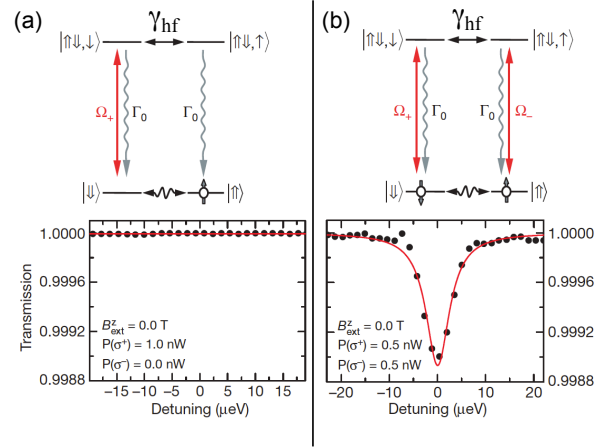 (a)
γhf
|⇑⇓,↓⟩
|⇑⇓,↑⟩
Ω+
Γ0
Γ0
|⇓⟩
|⇑⟩
1.0000
0.9996
0.9992
0.9988
Transmission
B^z_ext = 0.0 T
P(σ+) = 1.0 nW
P(σ−) = 0.0 nW
−15 −10 −5 0 5 10 15
Detuning (µeV)
(b)
γhf
|⇑⇓,↓⟩
|⇑⇓,↑⟩
Ω+
Γ0
Γ0
Ω−
|⇓⟩
|⇑⟩
1.0000
0.9996
0.9992
0.9988
B^z_ext = 0.0 T
P(σ+) = 0.5 nW
P(σ−) = 0.5 nW
−20 −10 0 10 20
Detuning (µeV)